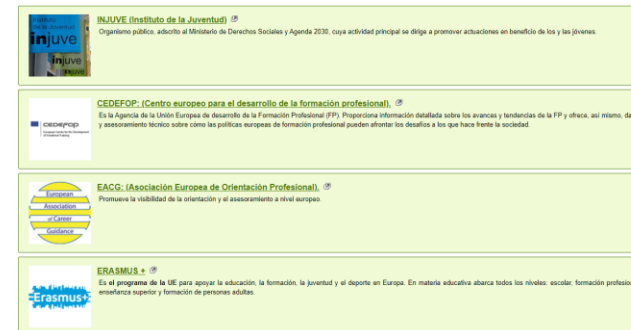 INJUVE (Instituto de la Juventud)
Organismo público, adscrito al Ministerio de Derechos Sociales y Agenda 2030, cuya actividad principal se dirige a promover actuaciones en beneficio de los y las jóvenes.
injuve
injuve
CEDEFOP: (Centro europeo para el desarrollo de la formación profesional).
Es la Agencia de la Unión Europea de desarrollo de la Formación Profesional (FP). Proporciona información detallada sobre los avances y tendencias de la FP y ofrece, así mismo, da
y asesoramiento técnico sobre cómo las políticas europeas de formación profesional pueden afrontar los desafíos a los que hace frente la sociedad.
CEDEFOP
EACG: (Asociación Europea de Orientación Profesional).
Promueve la visibilidad de la orientación y el asesoramiento a nivel europeo.
European
Association
of Career
Guidance
ERASMUS +
Es el programa de la UE para apoyar la educación, la formación, la juventud y el deporte en Europa. En materia educativa abarca todos los niveles: escolar, formación profesion
enseñanza superior y formación de personas adultas.
Erasmus+